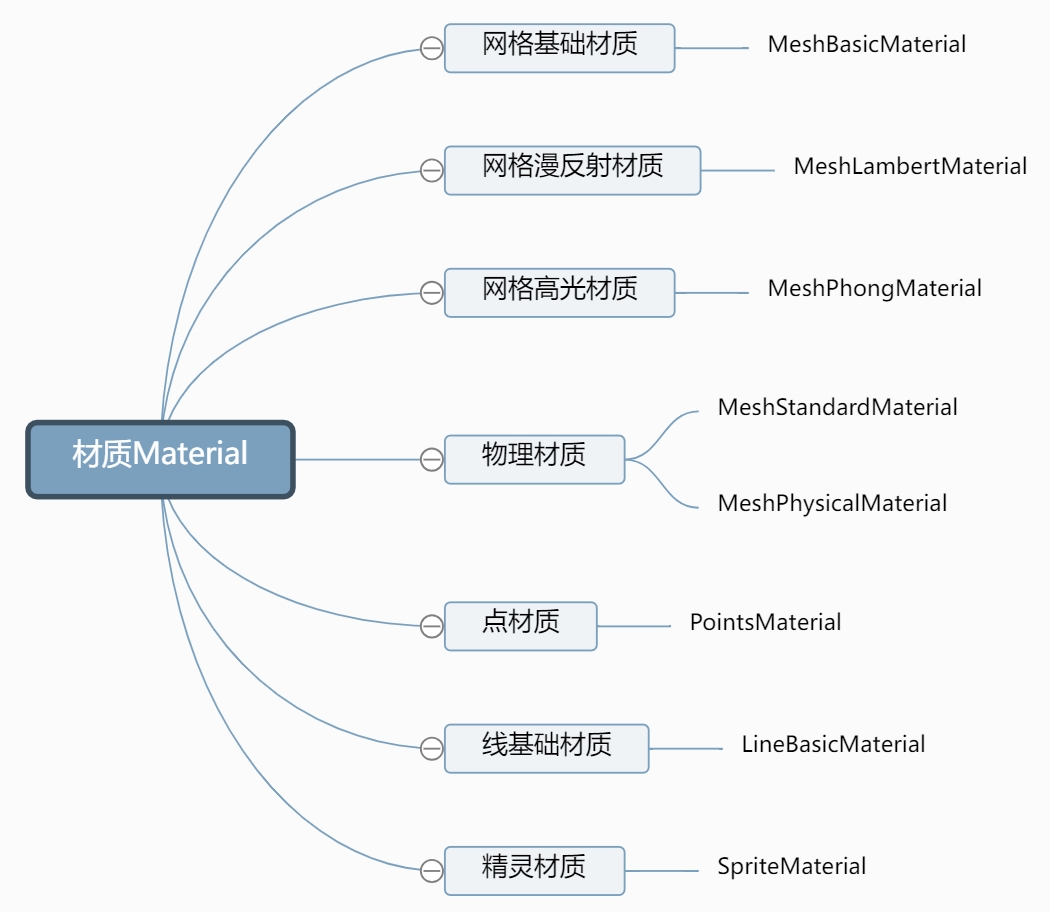 网格基础材质
MeshBasicMaterial
网格漫反射材质
MeshLambertMaterial
网格高光材质
MeshPhongMaterial
材质Material
物理材质
MeshStandardMaterial
MeshPhysicalMaterial
点材质
PointsMaterial
线基础材质
LineBasicMaterial
精灵材质
SpriteMaterial